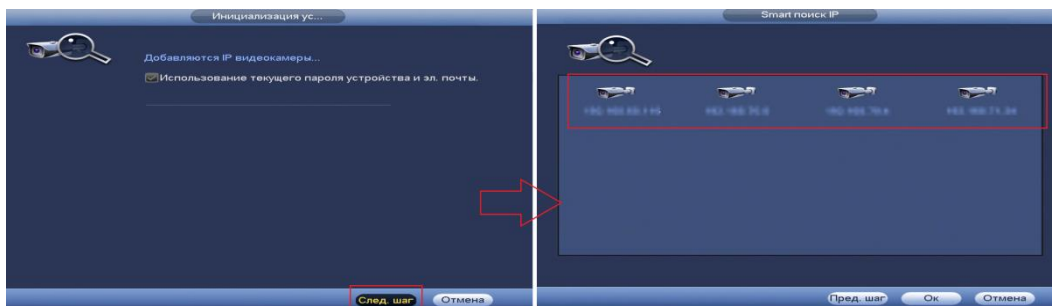 Инициализация ус...
Добавляются IP видеокамеры...
Использование текущего пароля устройства и эл. почты.
След. шаг
Отмена
Smart поиск IP
Пред. шаг
Ок
Отмена